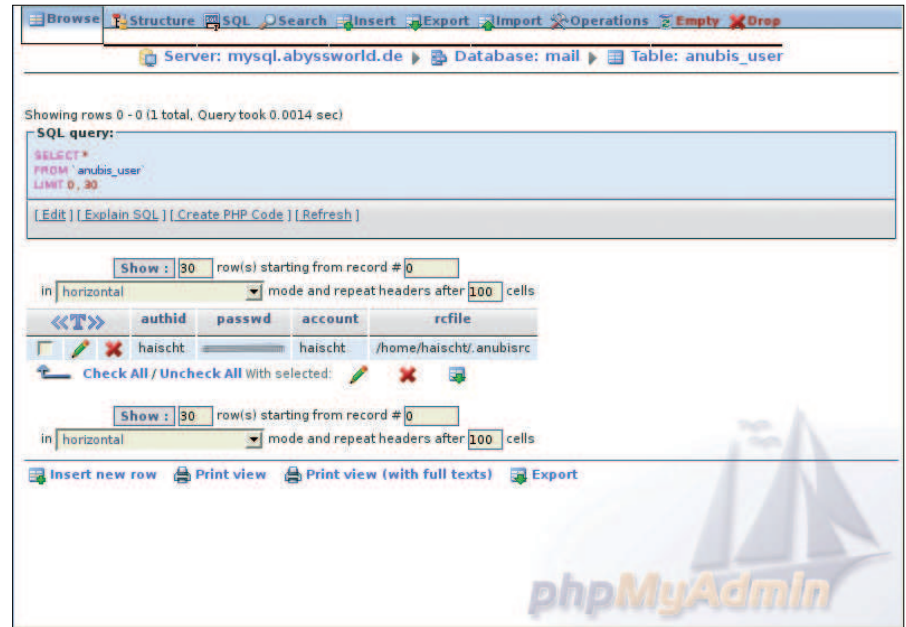 Browse Structure SQL Search Insert Export Import Operations Empty Drop
Server: mysql.abyssworld.de Database: mail Table: anubis_user
Showing rows 0 - 0 (1 total, Query took 0.0014 sec)
SQL query:
SELECT *
FROM `anubis_user`
LIMIT 0 , 30
[ Edit ] [ Explain SQL ] [ Create PHP Code ] [ Refresh ]
Show : 30 row(s) starting from record # 0
in horizontal mode and repeat headers after 100 cells
«T» authid passwd account rcfile
haischt haischt /home/haischt/.anubisrc
Check All / Uncheck All With selected:
Show : 30 row(s) starting from record # 0
in horizontal mode and repeat headers after 100 cells
Insert new row Print view Print view (with full texts) Export
phpMyAdmin